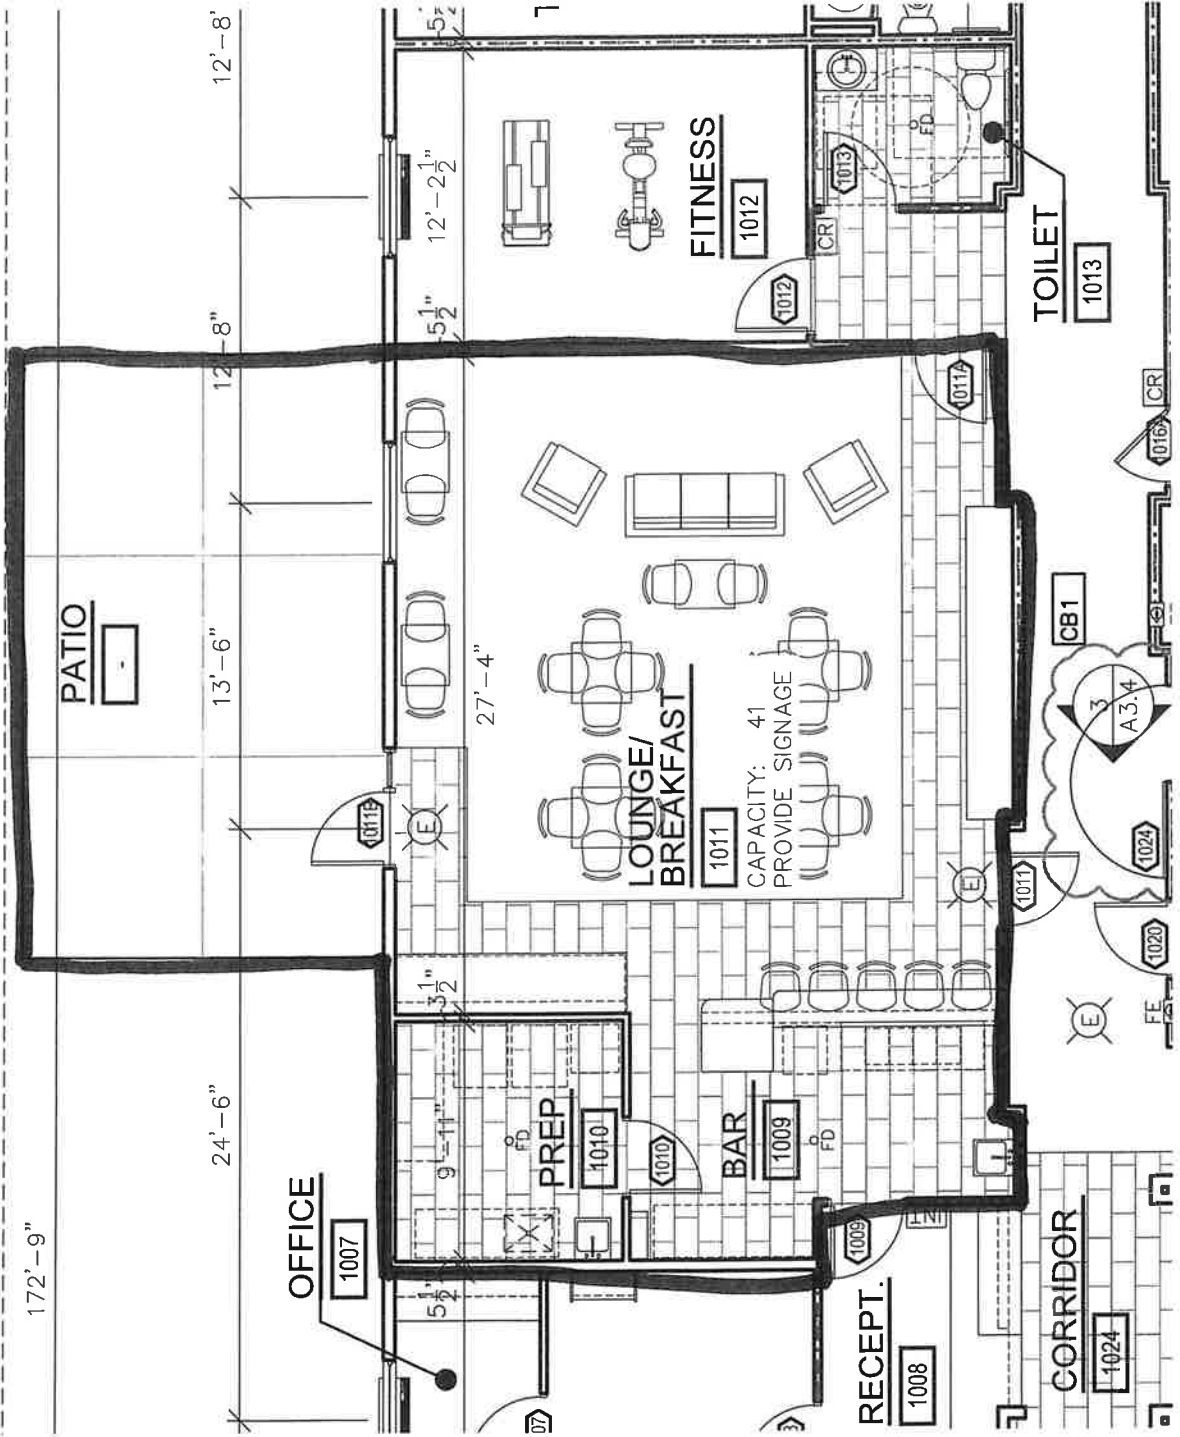 172'-9"
24'-6"
13'-6"
12'-8"
12'-8'
PATIO
-
OFFICE
1007
5 1/2"
9'-11"
3 1/2"
27'-4"
5 1/2"
12'-2 1/2"
PREP
1010
FD
1010
BAR
1009
FD
1009
INT
RECEPT.
1008
CORRIDOR
1024
LOUNGE/
BREAKFAST
1011
CAPACITY: 41
PROVIDE SIGNAGE
1011B
E
E
1011
1011A
FITNESS
1012
1012
CR
1013
FD
TOILET
1013
CR
1016A
CB1
3
A3.4
1024
1020
E
FE
07